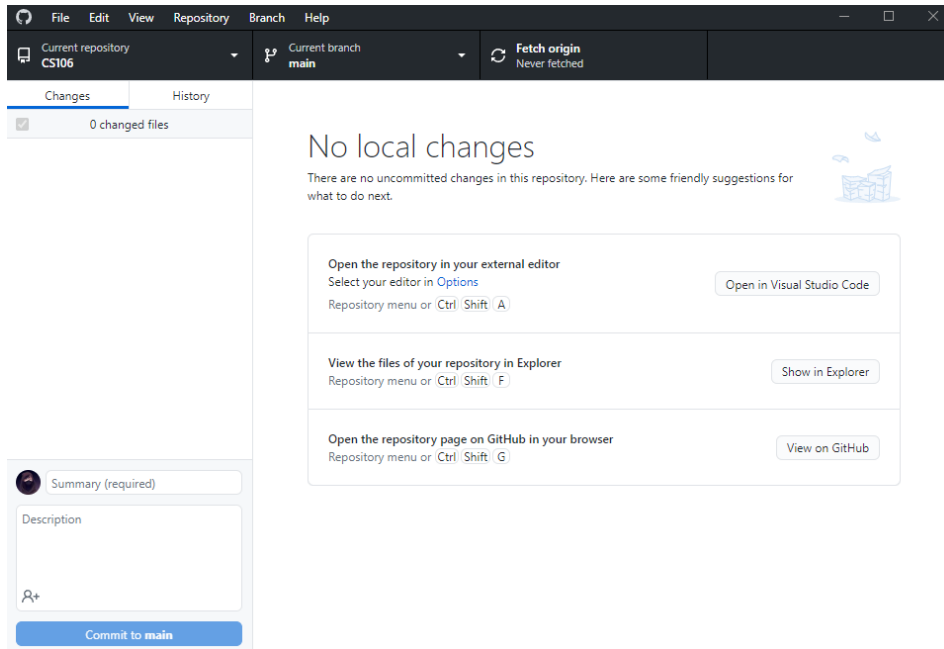 File Edit View Repository Branch Help
Current repository
CS106
Current branch
main
Fetch origin
Never fetched
Changes History
0 changed files
No local changes
There are no uncommitted changes in this repository. Here are some friendly suggestions for
what to do next.
Open the repository in your external editor
Select your editor in Options
Repository menu or Ctrl Shift A
Open in Visual Studio Code
View the files of your repository in Explorer
Repository menu or Ctrl Shift F
Show in Explorer
Open the repository page on GitHub in your browser
Repository menu or Ctrl Shift G
View on GitHub
Summary (required)
Description
Commit to main